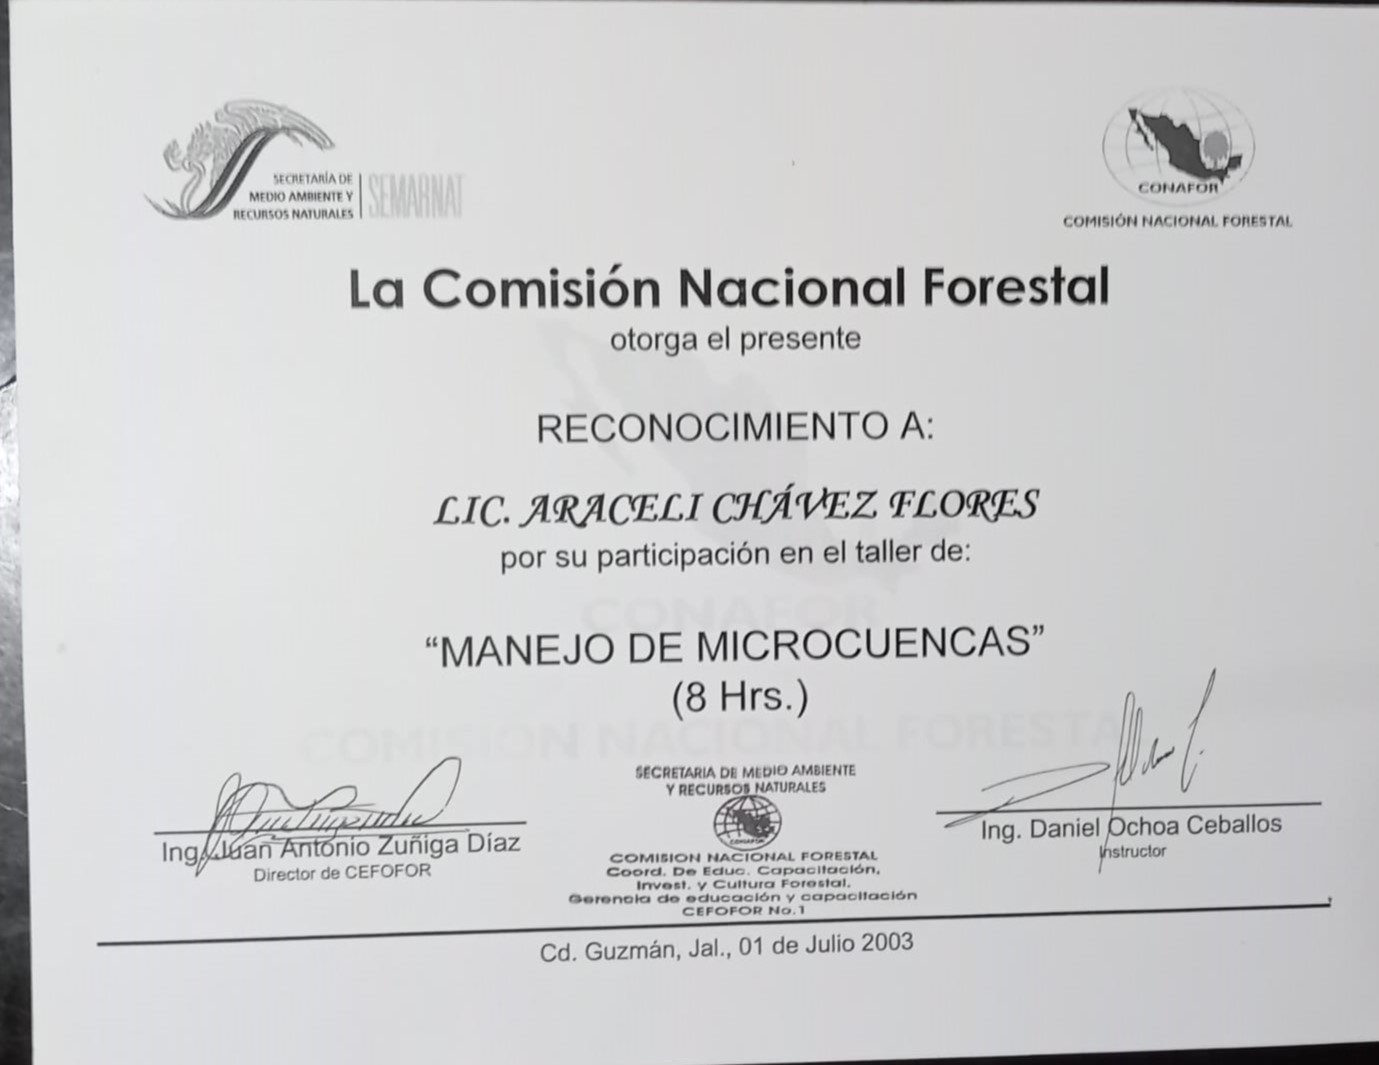 SECRETARÍA DE
MEDIO AMBIENTE Y
RECURSOS NATURALES
SEMARNAT
CONAFOR
COMISIÓN NACIONAL FORESTAL
La Comisión Nacional Forestal
otorga el presente
RECONOCIMIENTO A:
LIC. ARACELI CHÁVEZ FLORES
por su participación en el taller de:
CONAFOR
“MANEJO DE MICROCUENCAS”
(8 Hrs.)
COMISION NACIONAL FORESTAL
Ing. Juan Antonio Zuñiga Díaz
Director de CEFOFOR
SECRETARIA DE MEDIO AMBIENTE
Y RECURSOS NATURALES
CONAFOR
COMISION NACIONAL FORESTAL
Coord. De Educ. Capacitación,
Invest. y Cultura Forestal,
Gerencia de educación y capacitación
CEFOFOR No.1
Ing. Daniel Ochoa Ceballos
Instructor
Cd. Guzmán, Jal., 01 de Julio 2003